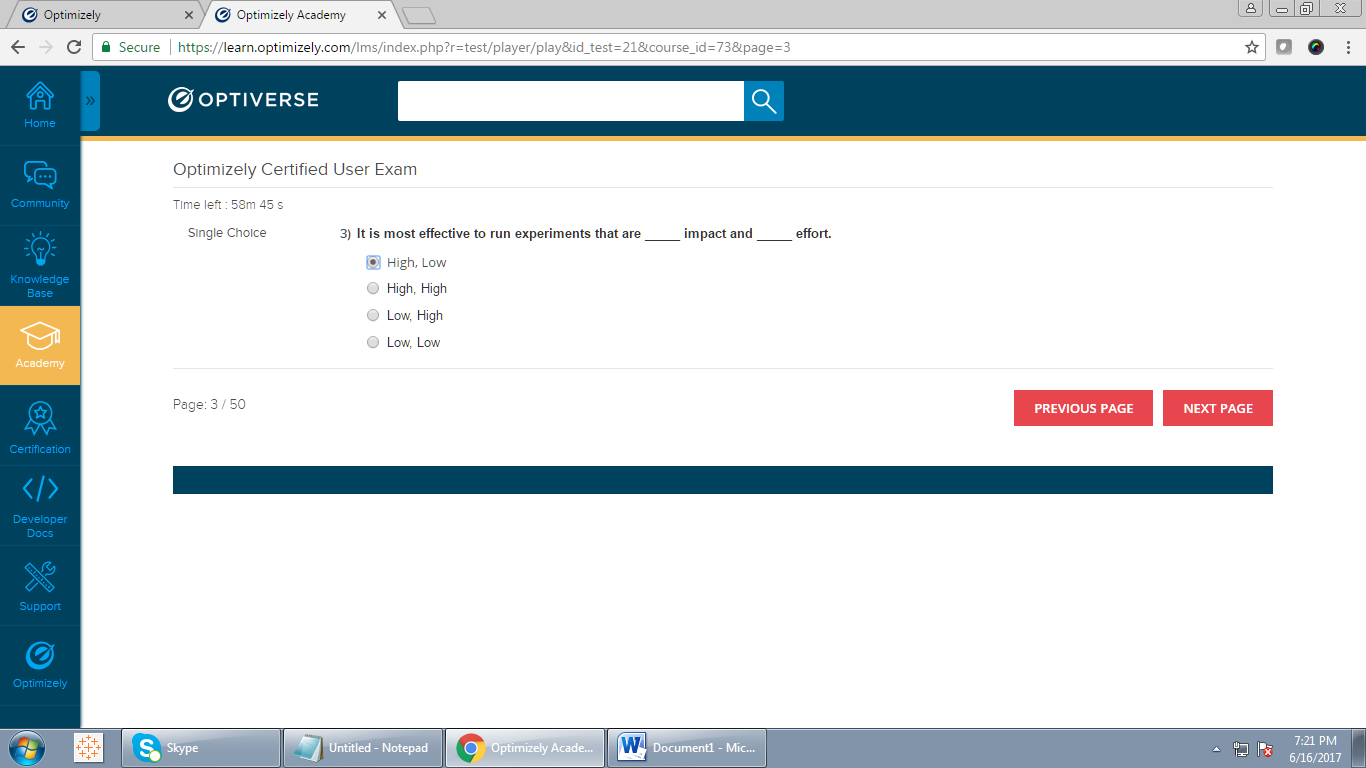 Optimizely
Optimizely Academy
Secure
https://learn.optimizely.com/lms/index.php?r=test/player/play&id_test=21&course_id=73&page=3
Home
»
OPTIVERSE
Community
Knowledge
Base
Academy
Certification
Developer
Docs
Support
Optimizely
Optimizely Certified User Exam
Time left : 58m 45 s
Single Choice
3) It is most effective to run experiments that are _____ impact and _____ effort.
High, Low
High, High
Low, High
Low, Low
Page: 3 / 50
PREVIOUS PAGE
NEXT PAGE
Skype
Untitled - Notepad
Optimizely Acade...
Document1 - Mic...
7:21 PM
6/16/2017